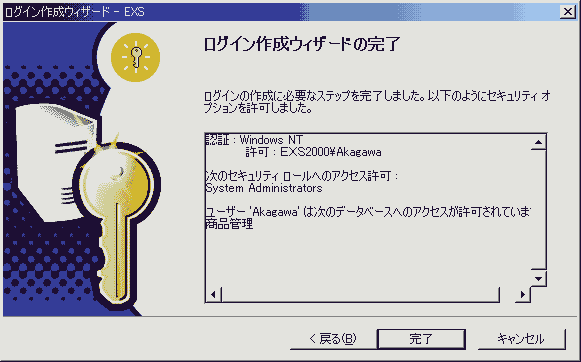 ログイン作成ウィザード - EXS
ログイン作成ウィザードの完了
ログインの作成に必要なステップを完了しました。以下のようにセキュリティ オ
プションを許可しました。
認証 : Windows NT
許可 : EXS2000¥Akagawa
次のセキュリティ ロールへのアクセス許可 :
System Administrators
ユーザー 'Akagawa' は次のデータベースへのアクセスが許可されていま
商品管理
< 戻る(B)
完了
キャンセル